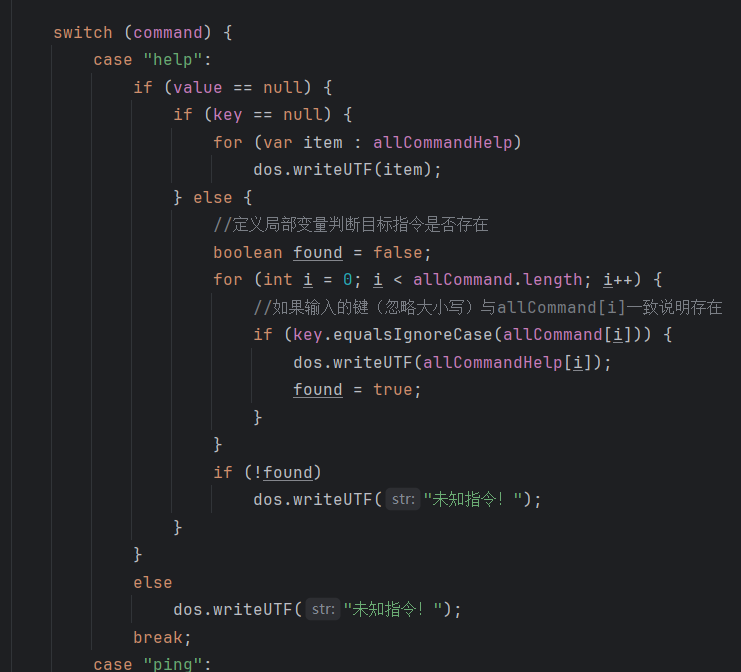 switch (command) {
case "help":
if (value == null) {
if (key == null) {
for (var item : allCommandHelp)
dos.writeUTF(item);
} else {
//定义局部变量判断目标指令是否存在
boolean found = false;
for (int i = 0; i < allCommand.length; i++) {
//如果输入的键（忽略大小写）与allCommand[i]一致说明存在
if (key.equalsIgnoreCase(allCommand[i])) {
dos.writeUTF(allCommandHelp[i]);
found = true;
}
}
if (!found)
dos.writeUTF( str: "未知指令！");
}
}
else
dos.writeUTF( str: "未知指令！");
break;
case "ping":